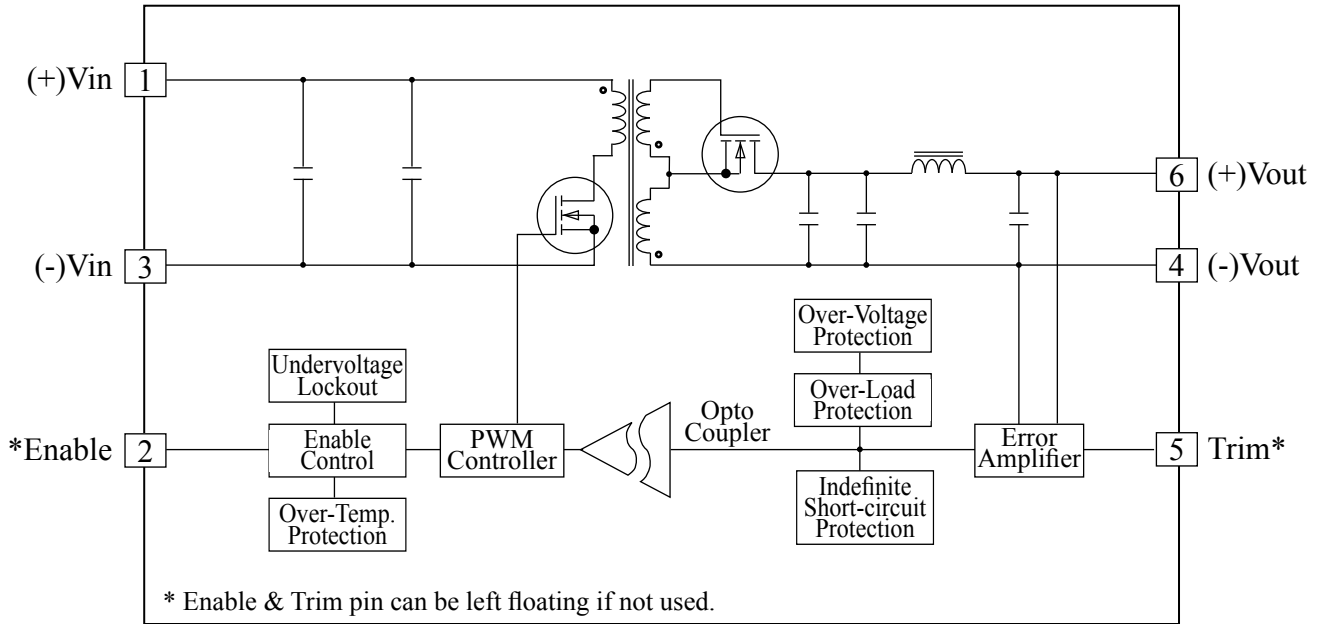 (+)Vin
1
6
(+)Vout
(-)Vin
3
4
(-)Vout
Over-Voltage
Protection
Undervoltage
Lockout
Over-Load
Protection
Opto
Coupler
*Enable
2
Enable
Control
PWM
Controller
Error
Amplifier
5
Trim*
Over-Temp.
Protection
Indefinite
Short-circuit
Protection
* Enable & Trim pin can be left floating if not used.